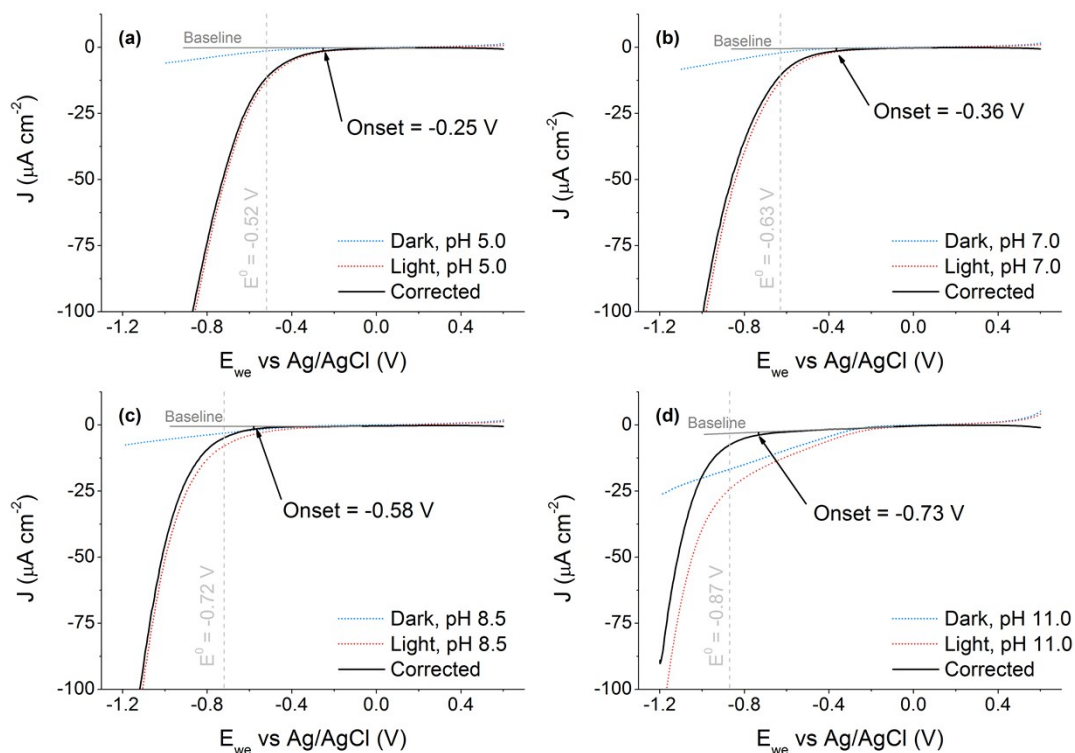 (a)
Baseline
Onset = -0.25 V
E⁰ = -0.52 V
Dark, pH 5.0
Light, pH 5.0
Corrected
0
-25
-50
-75
-100
J (μA cm⁻²)
-1.2 -0.8 -0.4 0.0 0.4
E_we vs Ag/AgCl (V)
(b)
Baseline
Onset = -0.36 V
E⁰ = -0.63 V
Dark, pH 7.0
Light, pH 7.0
Corrected
0
-25
-50
-75
-100
J (μA cm⁻²)
-1.2 -0.8 -0.4 0.0 0.4
E_we vs Ag/AgCl (V)
(c)
Baseline
Onset = -0.58 V
E⁰ = -0.72 V
Dark, pH 8.5
Light, pH 8.5
Corrected
0
-25
-50
-75
-100
J (μA cm⁻²)
-1.2 -0.8 -0.4 0.0 0.4
E_we vs Ag/AgCl (V)
(d)
Baseline
Onset = -0.73 V
E⁰ = -0.87 V
Dark, pH 11.0
Light, pH 11.0
Corrected
0
-25
-50
-75
-100
J (μA cm⁻²)
-1.2 -0.8 -0.4 0.0 0.4
E_we vs Ag/AgCl (V)